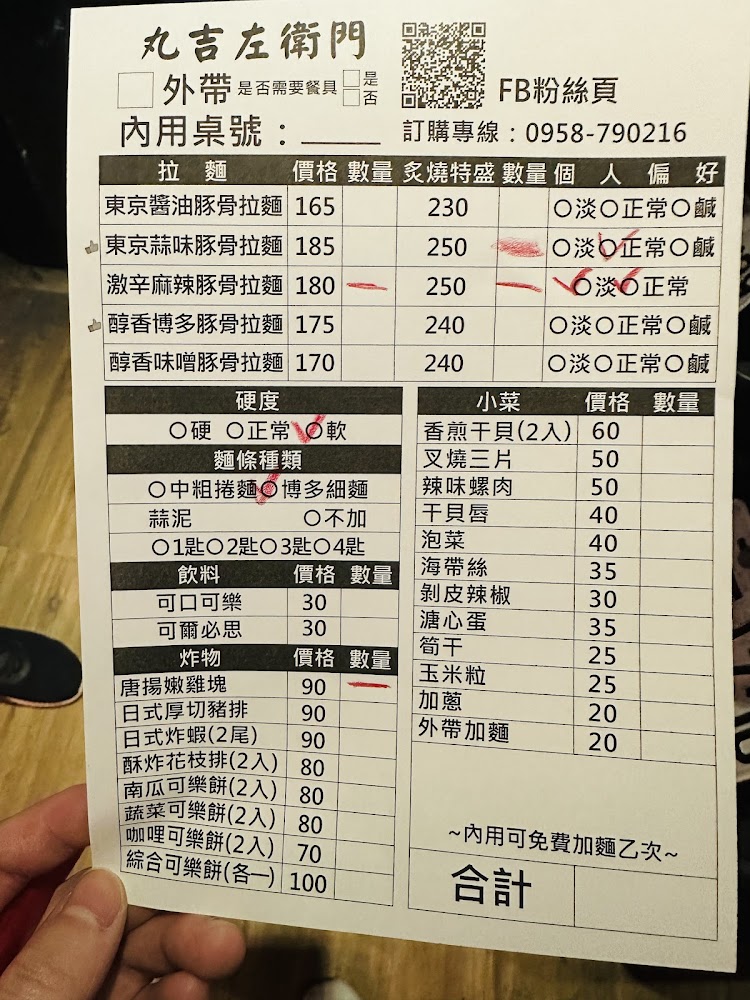 丸吉左衛門
外帶 是否需要餐具 是 否
FB粉絲頁
內用桌號：
訂購專線：0958-790216
拉 麵 價格 數量 炙燒特盛 數量 個 人 偏 好
東京醬油豚骨拉麵 165 230 ○淡○正常○鹹
東京蒜味豚骨拉麵 185 250 ○淡○正常○鹹
激辛麻辣豚骨拉麵 180 一 250 一 ○淡○正常
醇香博多豚骨拉麵 175 240 ○淡○正常○鹹
醇香味噌豚骨拉麵 170 240 ○淡○正常○鹹
硬度
○硬 ○正常 ○軟
麵條種類
○中粗捲麵○博多細麵
蒜泥 ○不加
○1匙○2匙○3匙○4匙
飲料 價格 數量
可口可樂 30
可爾必思 30
炸物 價格 數量
唐揚嫩雞塊 90 一
日式厚切豬排 90
日式炸蝦(2尾) 90
酥炸花枝排(2入) 80
南瓜可樂餅(2入) 80
蔬菜可樂餅(2入) 80
咖哩可樂餅(2入) 70
綜合可樂餅(各一) 100
小菜 價格 數量
香煎干貝(2入) 60
叉燒三片 50
辣味螺肉 50
干貝唇 40
泡菜 40
海帶絲 35
剝皮辣椒 30
溏心蛋 35
筍干 25
玉米粒 25
加蔥 20
外帶加麵 20
~內用可免費加麵乙次~
合計